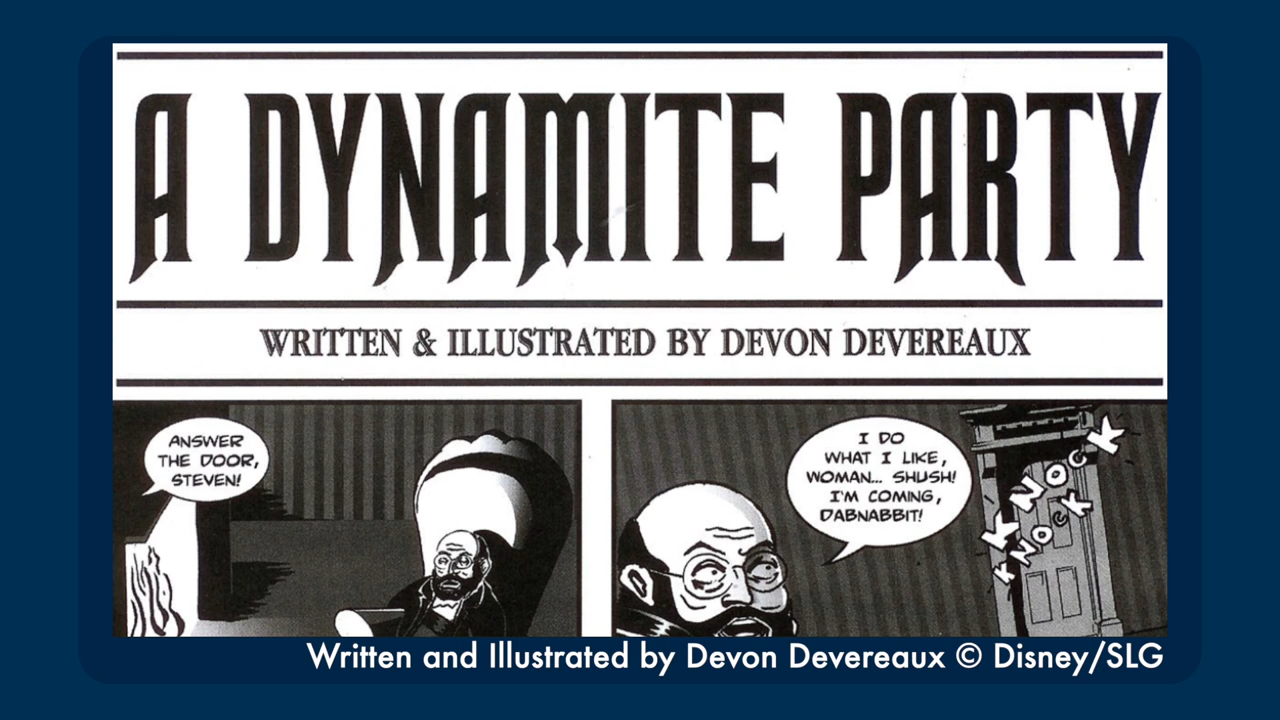 A DYNAMITE PARTY
WRITTEN & ILLUSTRATED BY DEVON DEVEREAUX
ANSWER
THE DOOR,
STEVEN!
I DO
WHAT I LIKE,
WOMAN... SHUSH!
I'M COMING,
DABNABBIT!
KNOCK
KNOCK
Written and Illustrated by Devon Devereaux © Disney/SLG